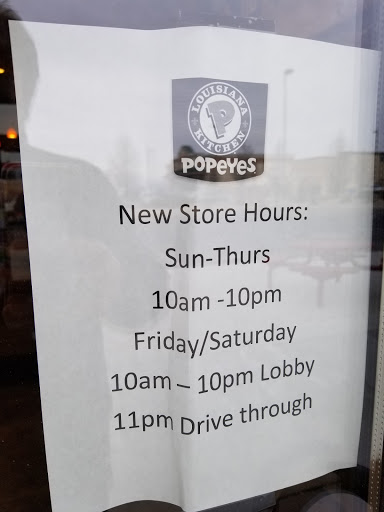 LOUISIANA
P
KITCHEN
POPEYES
New Store Hours:
Sun-Thurs
10am -10pm
Friday/Saturday
10am – 10pm Lobby
11pm Drive through